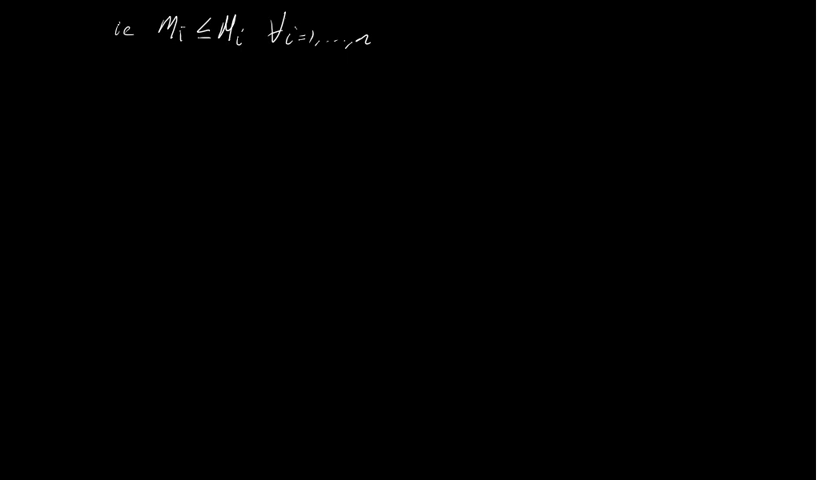 ie m_i ≤ M_i ∀i=1,...,n